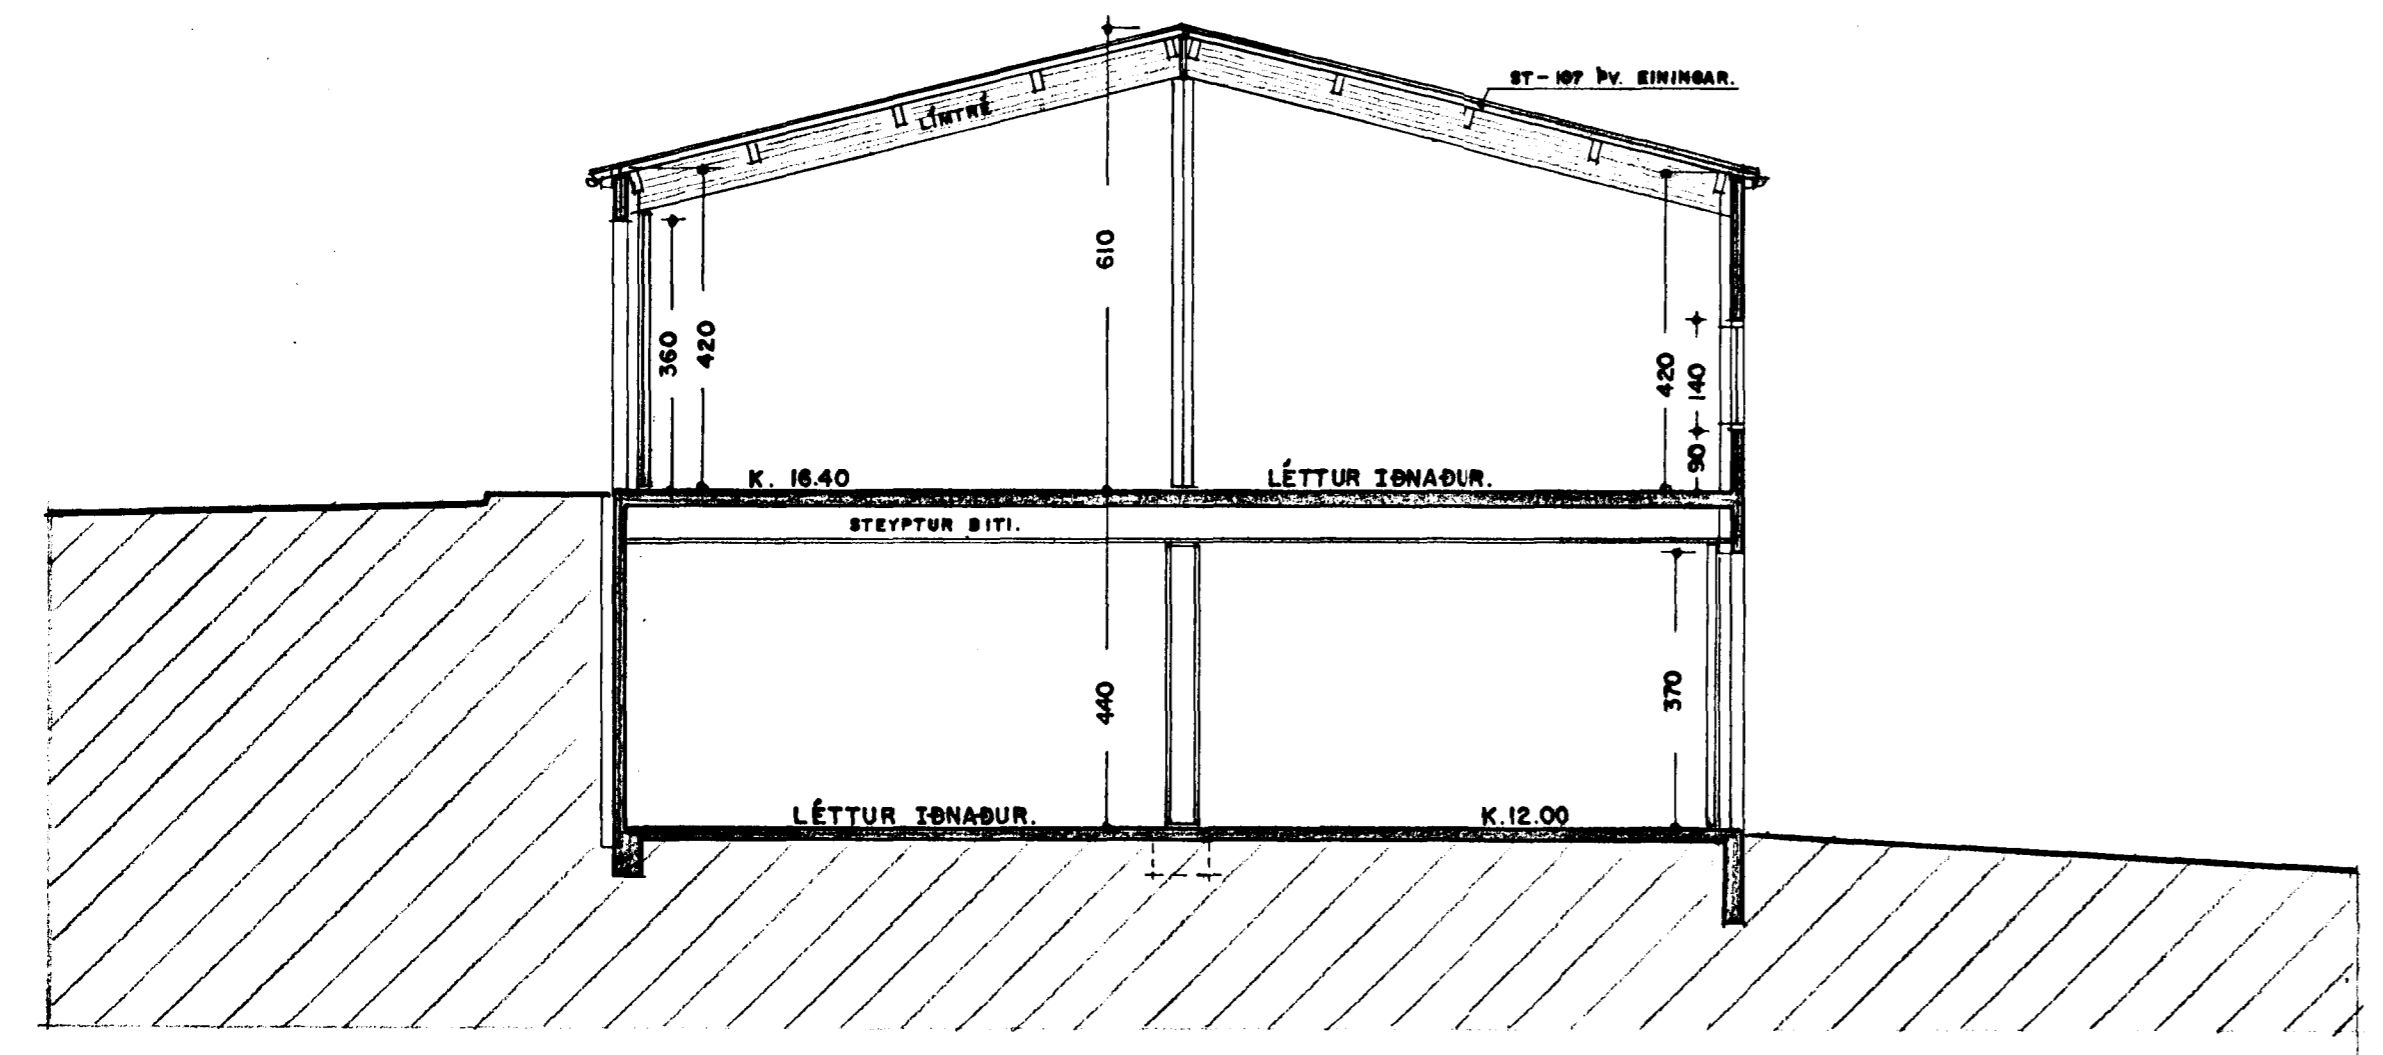 ST-107 ÞV. EININGAR.
LÍMTRÉ
610
360
420
420
140
90
K. 16.40
LÉTTUR IÐNAÐUR.
STEYPTUR BITI.
440
370
LÉTTUR IÐNAÐUR.
K.12.00